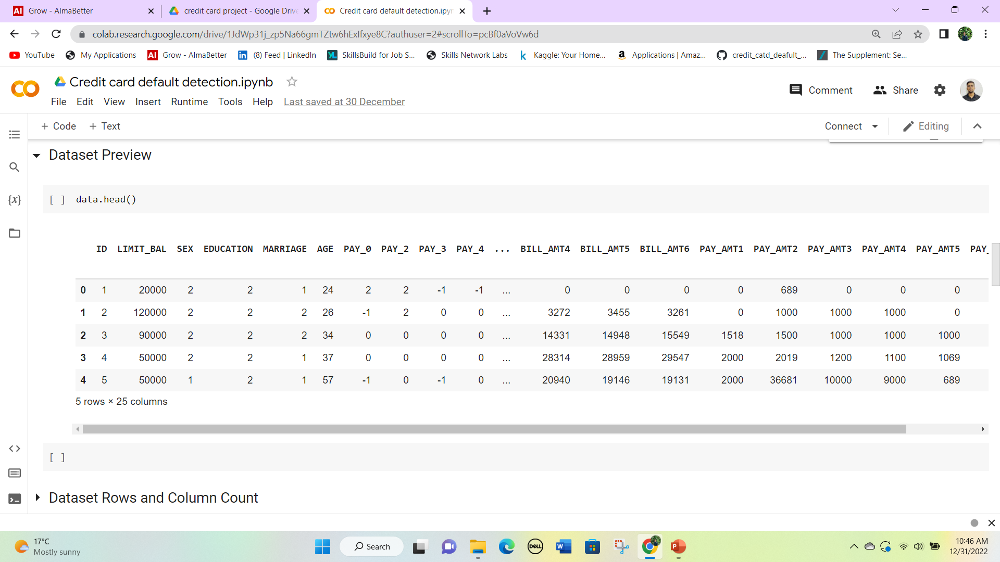 Grow - AlmaBetter
credit card project - Google Drive
Credit card default detection.ipyn
colab.research.google.com/drive/1JdWp31j_zp5Na66gmTZtw6hExIfxye8C?authuser=2#scrollTo=pcBf0aVoVw6d
YouTube My Applications Grow - AlmaBetter (8) Feed | LinkedIn SkillsBuild for Job S... Skills Network Labs Kaggle: Your Home... Applications | Amaz... credit_catd_deafult_... The Supplement: Se...
Credit card default detection.ipynb
Comment Share
File Edit View Insert Runtime Tools Help Last saved at 30 December
+ Code + Text Connect Editing
Dataset Preview
[ ] data.head()
ID LIMIT_BAL SEX EDUCATION MARRIAGE AGE PAY_0 PAY_2 PAY_3 PAY_4 ... BILL_AMT4 BILL_AMT5 BILL_AMT6 PAY_AMT1 PAY_AMT2 PAY_AMT3 PAY_AMT4 PAY_AMT5 PAY_
0 1 20000 2 2 1 24 2 2 -1 -1 ... 0 0 0 0 689 0 0 0
1 2 120000 2 2 2 26 -1 2 0 0 ... 3272 3455 3261 0 1000 1000 1000 0
2 3 90000 2 2 2 34 0 0 0 0 ... 14331 14948 15549 1518 1500 1000 1000 1000
3 4 50000 2 2 1 37 0 0 0 0 ... 28314 28959 29547 2000 2019 1200 1100 1069
4 5 50000 1 2 1 57 -1 0 -1 0 ... 20940 19146 19131 2000 36681 10000 9000 689
5 rows × 25 columns
[ ]
Dataset Rows and Column Count
17°C
Mostly sunny
Search
10:46 AM
12/31/2022